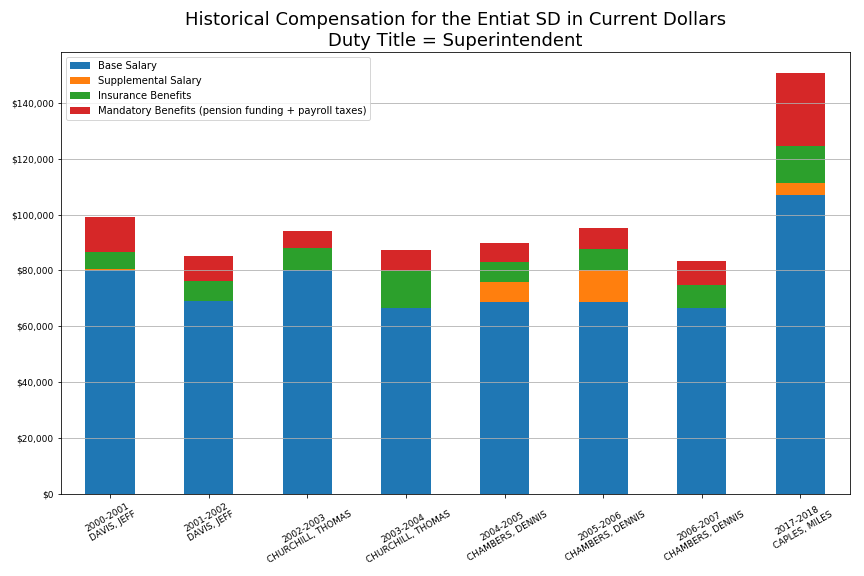 Historical Compensation for the Entiat SD in Current Dollars
Duty Title = Superintendent
Base Salary
Supplemental Salary
Insurance Benefits
Mandatory Benefits (pension funding + payroll taxes)
$140,000
$120,000
$100,000
$80,000
$60,000
$40,000
$20,000
$0
2000-2001
DAVIS, JEFF
2001-2002
DAVIS, JEFF
2002-2003
CHURCHILL, THOMAS
2003-2004
CHURCHILL, THOMAS
2004-2005
CHAMBERS, DENNIS
2005-2006
CHAMBERS, DENNIS
2006-2007
CHAMBERS, DENNIS
2017-2018
CAPLES, MILES